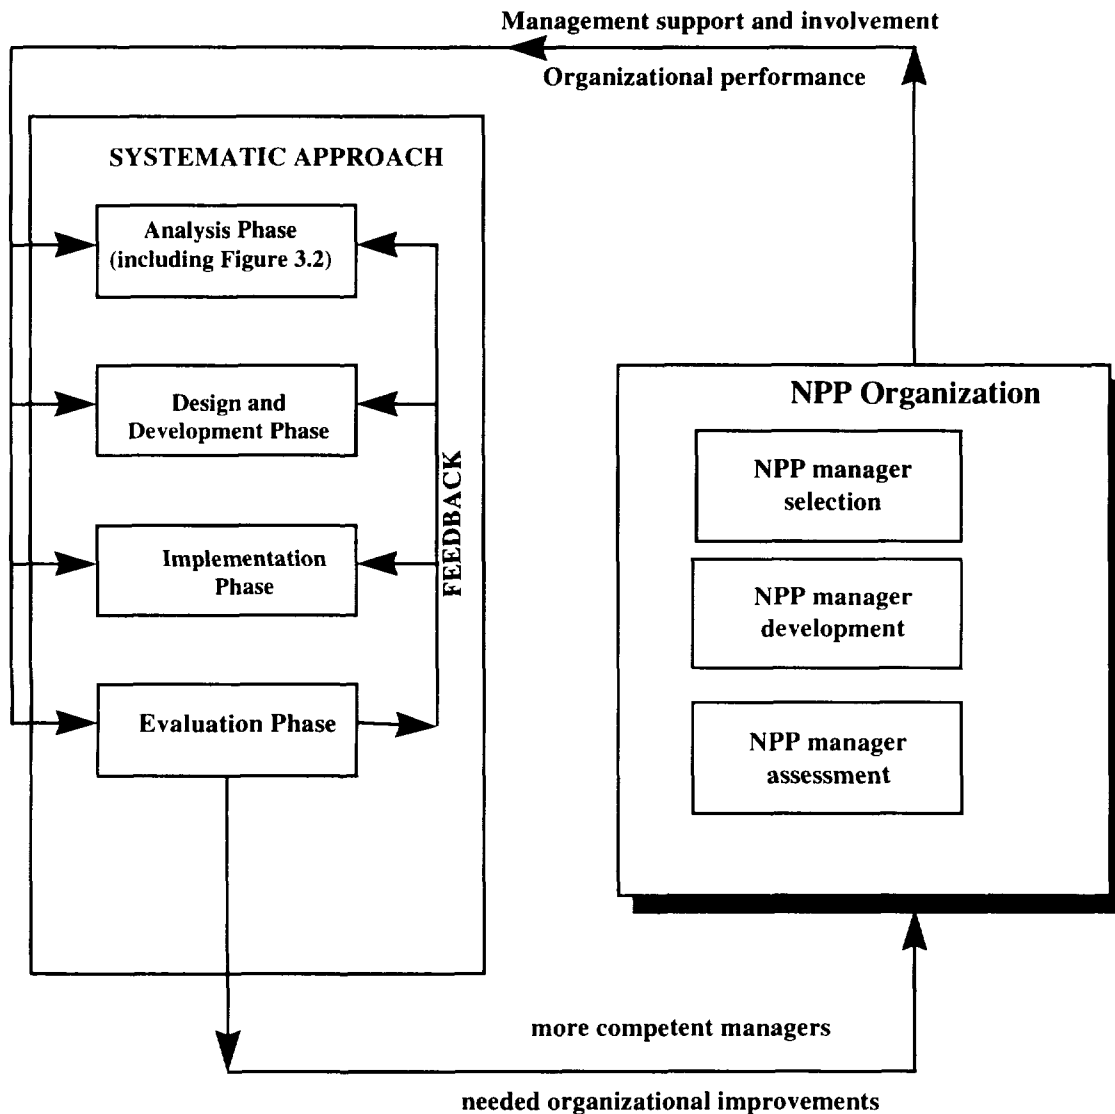 Management support and involvement
Organizational performance
SYSTEMATIC APPROACH
Analysis Phase
(including Figure 3.2)
Design and
Development Phase
Implementation
Phase
Evaluation Phase
FEEDBACK
NPP Organization
NPP manager
selection
NPP manager
development
NPP manager
assessment
more competent managers
needed organizational improvements